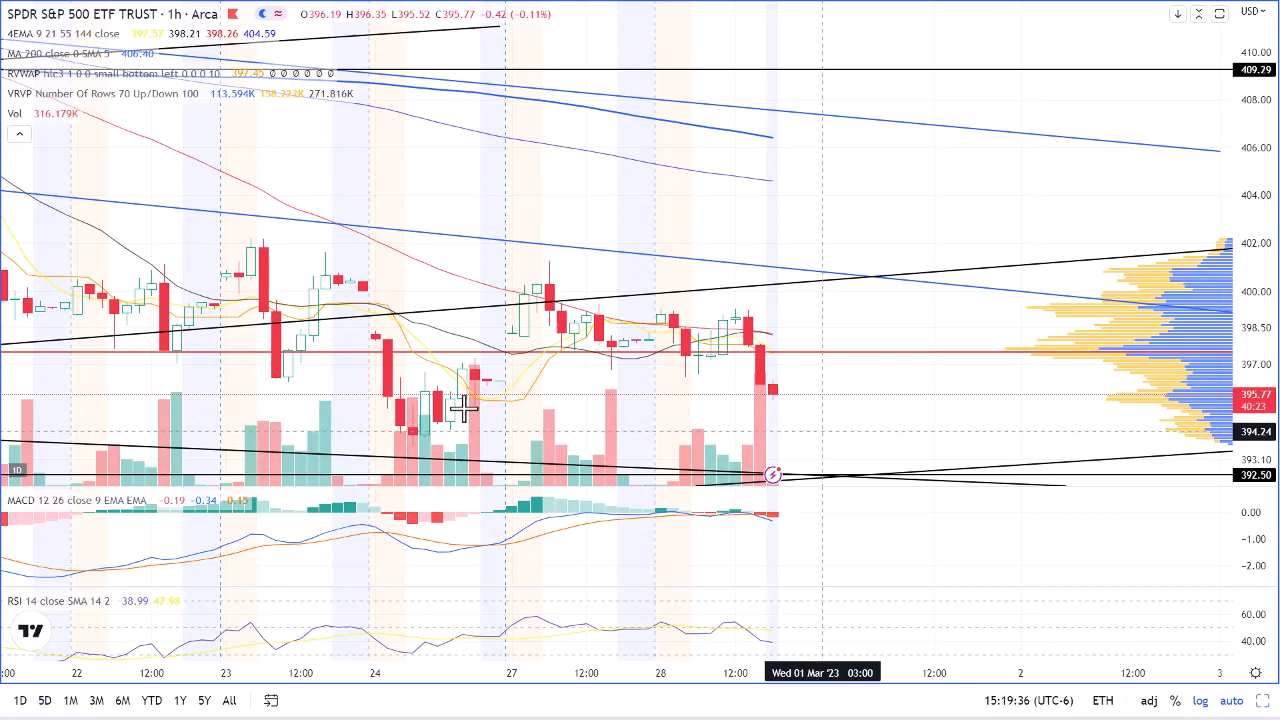 SPDR S&P 500 ETF TRUST · 1h · Arca O396.19 H396.35 L395.52 C395.77 −0.42 (−0.11%)
USD
4EMA 9 21 55 144 close 397.57 398.21 398.26 404.59
MA 200 close 0 SMA 5 406.40
RVWAP hlc3 1 0 0 small bottom left 0 0 0 10 397.45 Ø Ø Ø Ø Ø Ø
VRVP Number Of Rows 70 Up/Down 100 113.594K 158.222K 271.816K
Vol 316.179K
410.00
409.29
408.00
406.00
404.00
402.00
400.00
398.50
397.00
395.77
40:23
394.24
393.10
392.50
1D
MACD 12 26 close 9 EMA EMA −0.19 −0.34 −0.15
0.00
−1.00
−2.00
RSI 14 close SMA 14 2 38.99 47.98
60.00
40.00
:00 22 12:00 23 12:00 24 27 12:00 28 12:00 Wed 01 Mar '23 03:00 12:00 2 12:00 3
1D 5D 1M 3M 6M YTD 1Y 5Y All 15:19:36 (UTC-6) ETH adj % log auto